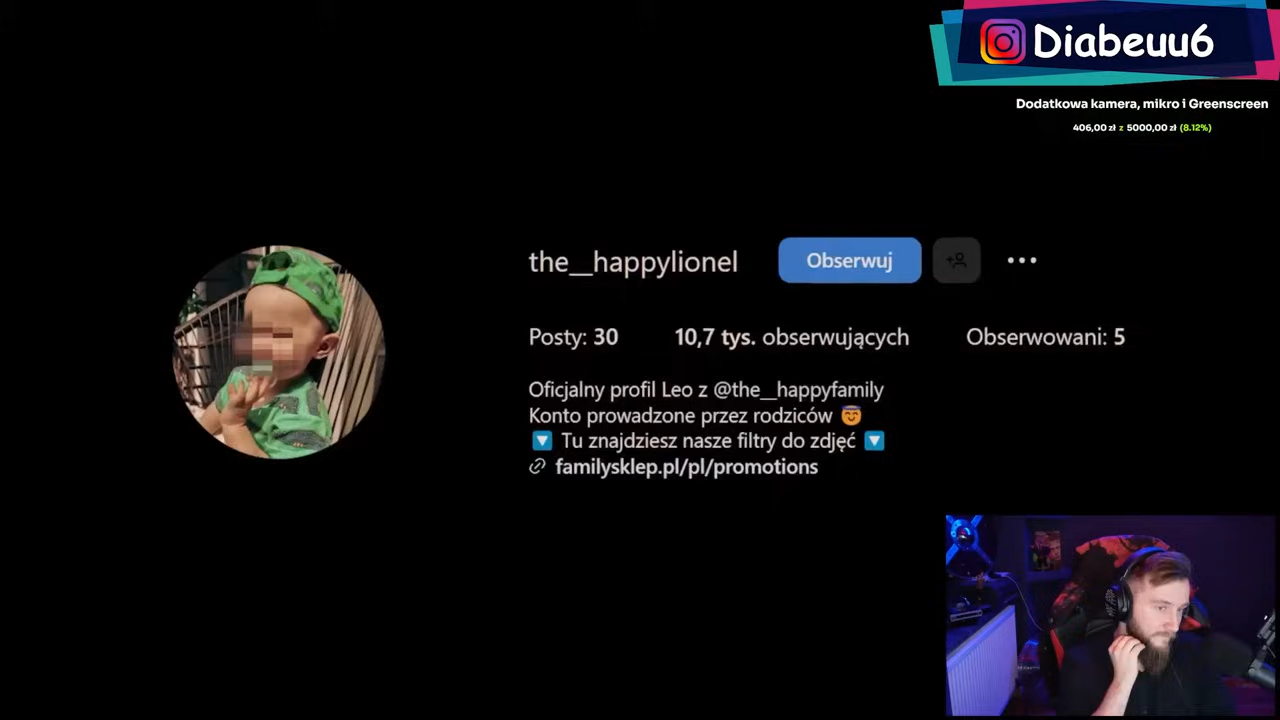 Diabeuu6
Dodatkowa kamera, mikro i Greenscreen
406,00 zł z 5000,00 zł (8.12%)
the__happylionel Obserwuj
Posty: 30 10,7 tys. obserwujących Obserwowani: 5
Oficjalny profil Leo z @the__happyfamily
Konto prowadzone przez rodziców 😇
🔽 Tu znajdziesz nasze filtry do zdjęć 🔽
familysklep.pl/pl/promotions